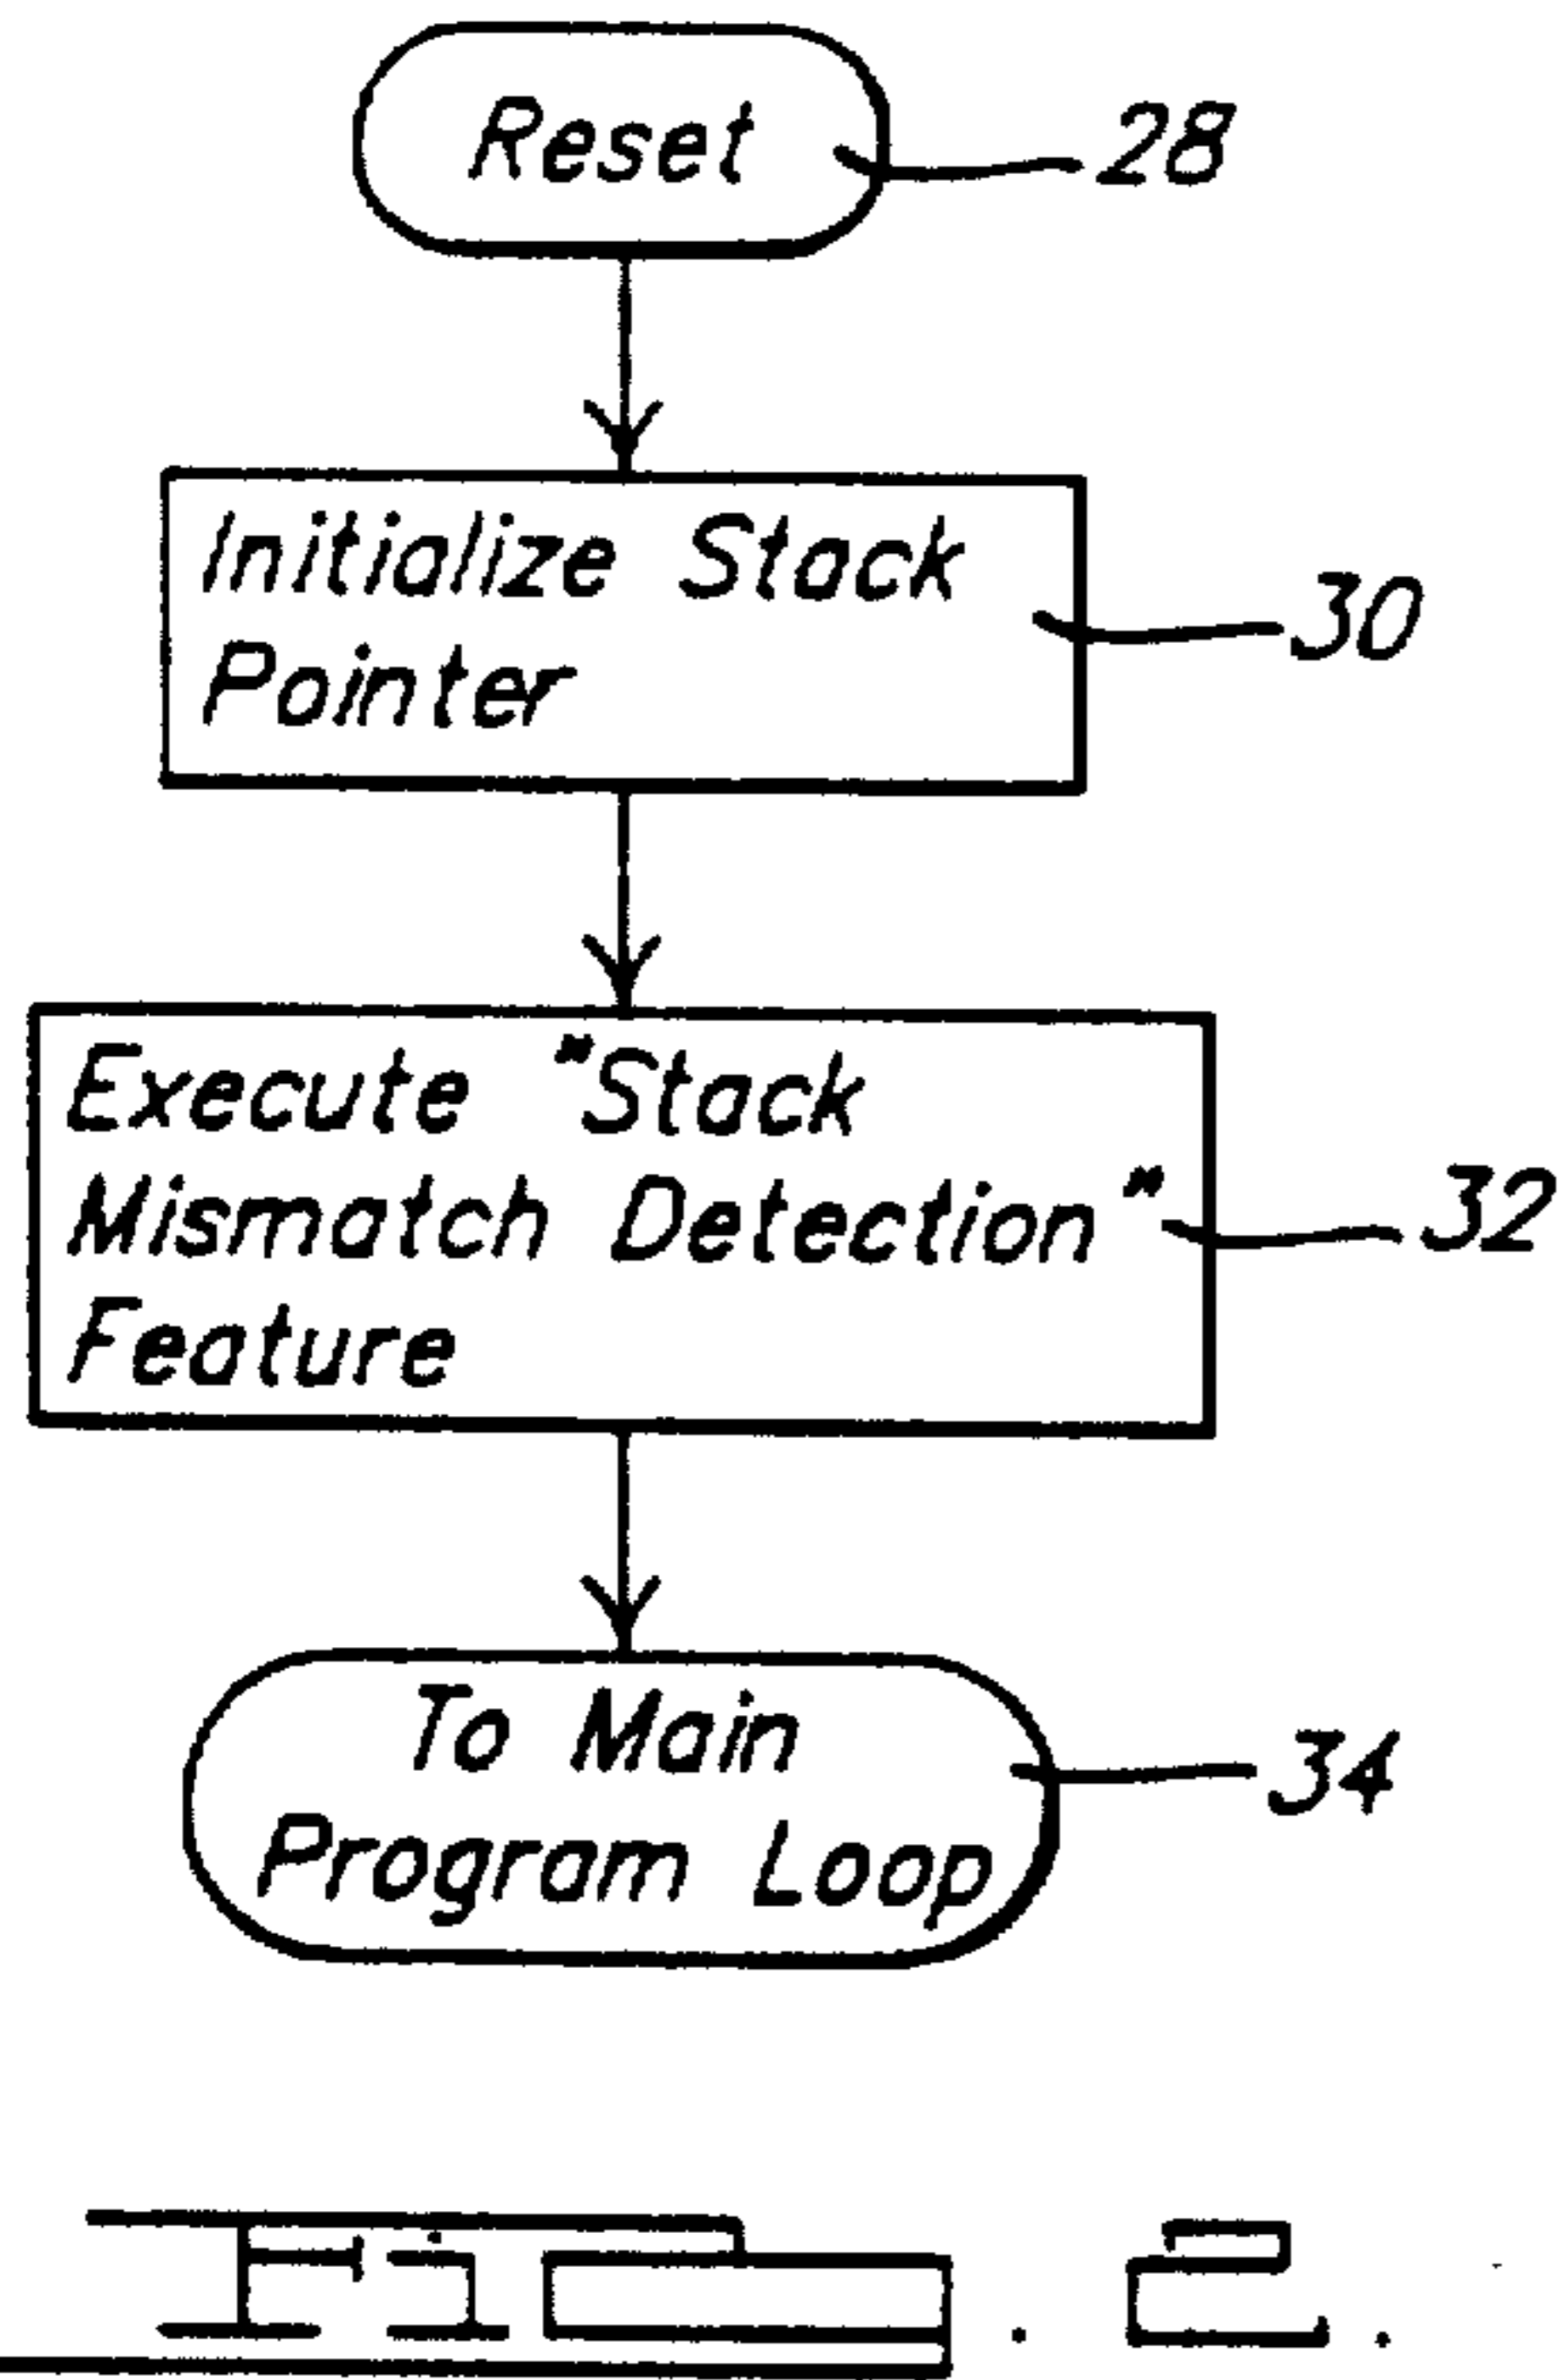 Reset
28
Initialize Stack
Pointer
30
Execute "Stack
Mismatch Detection"
Feature
32
To Main
Program Loop
34
Fig. 2.